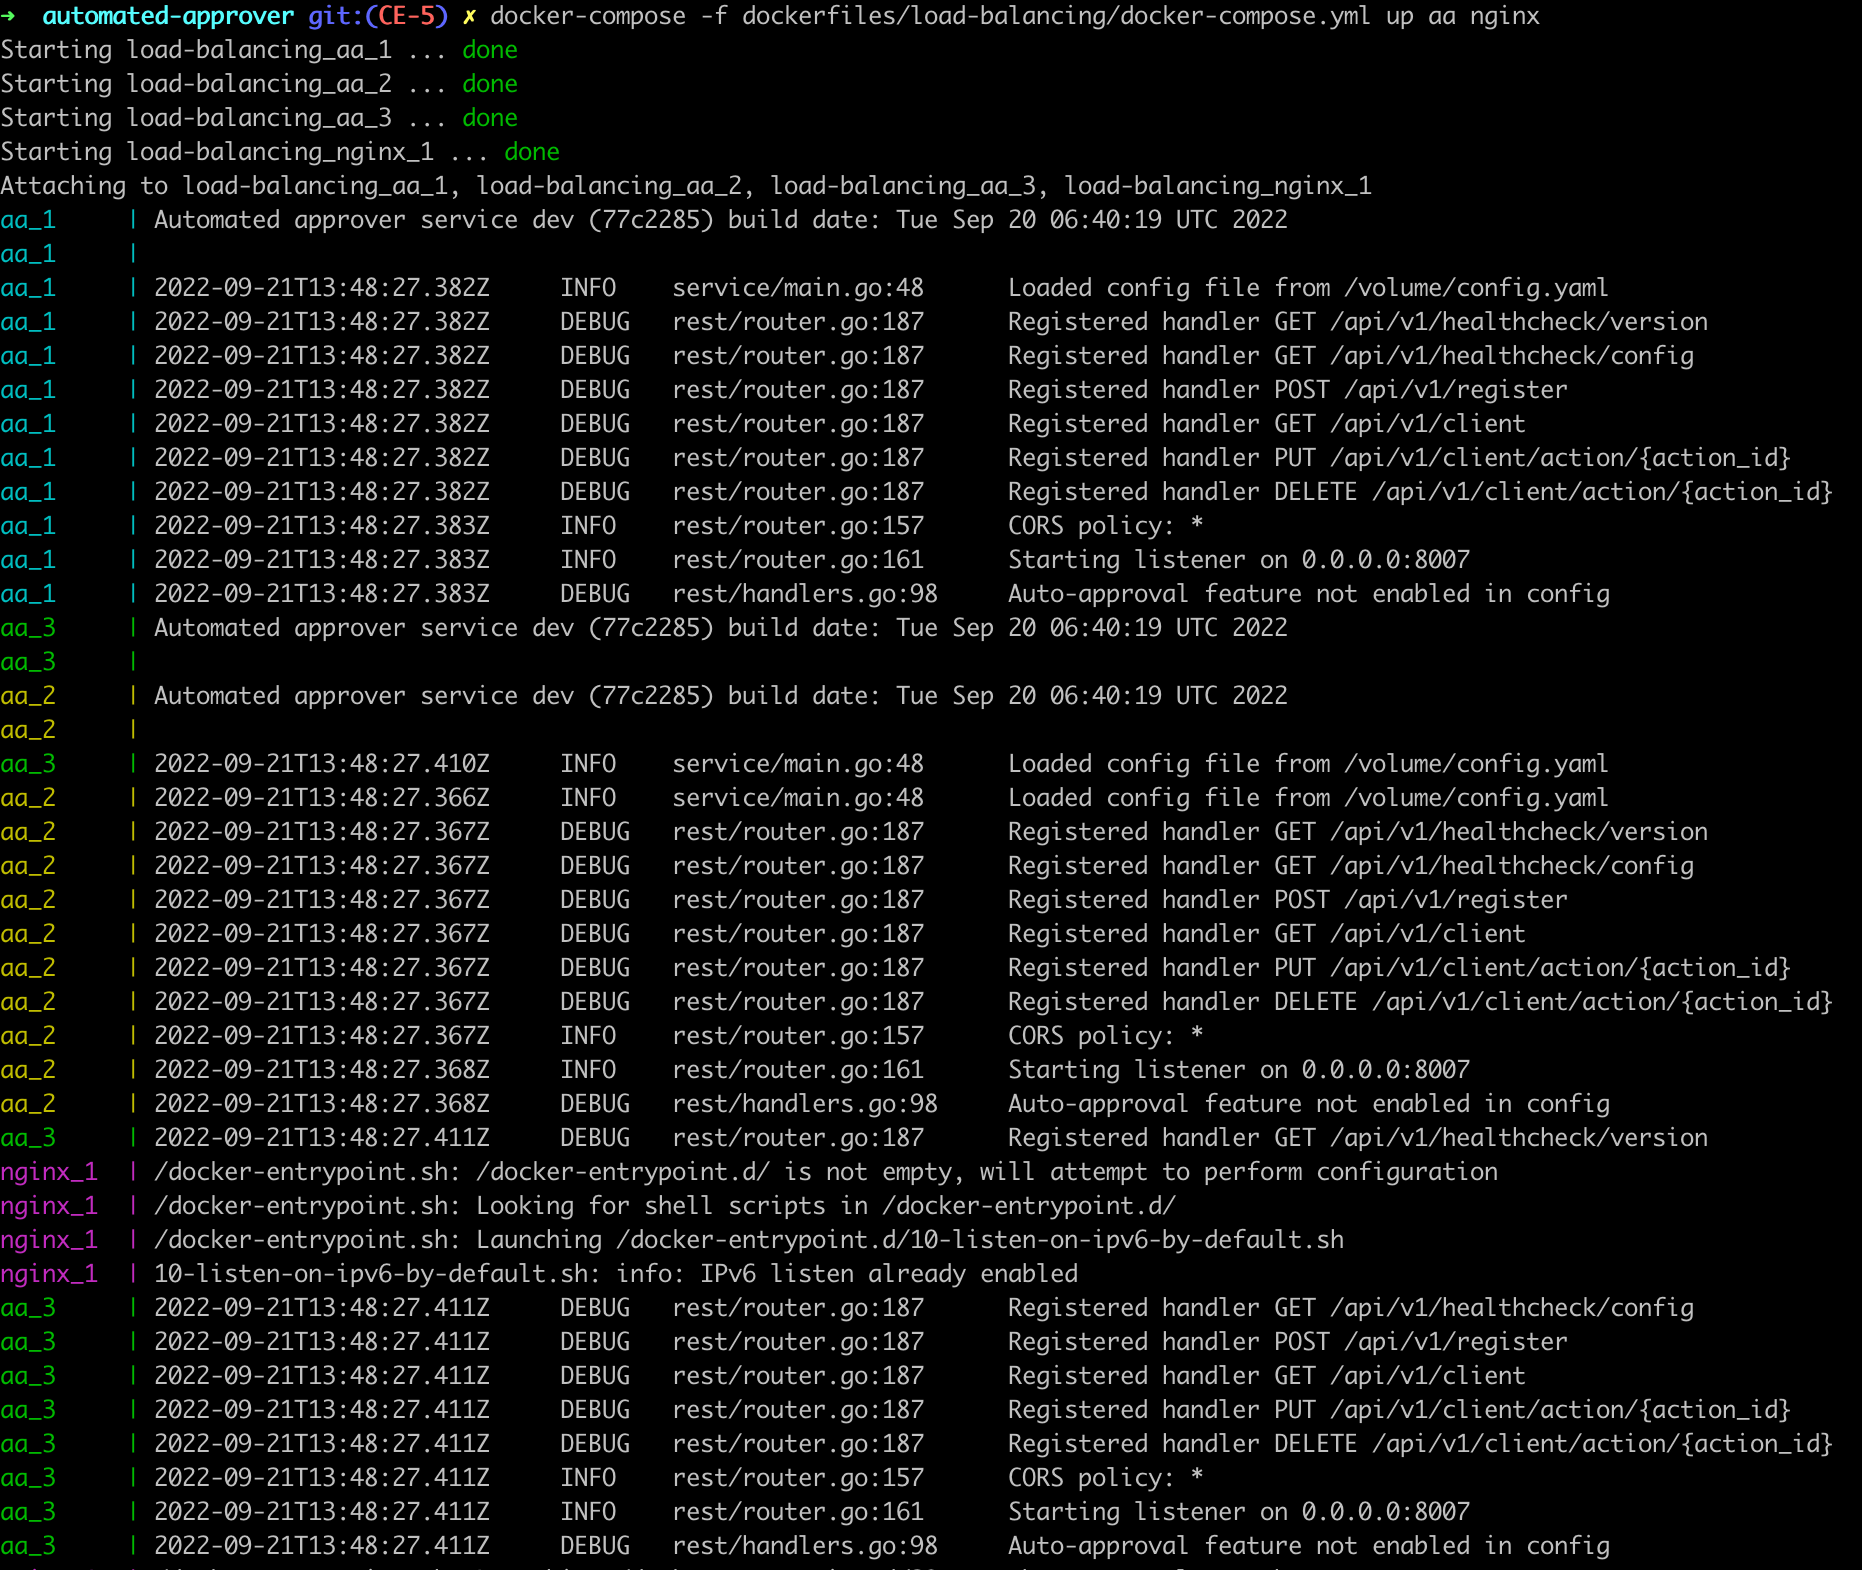 ➜  automated-approver git:(CE-5) ✗ docker-compose -f dockerfiles/load-balancing/docker-compose.yml up aa nginx
Starting load-balancing_aa_1 ... done
Starting load-balancing_aa_2 ... done
Starting load-balancing_aa_3 ... done
Starting load-balancing_nginx_1 ... done
Attaching to load-balancing_aa_1, load-balancing_aa_2, load-balancing_aa_3, load-balancing_nginx_1
aa_1     | Automated approver service dev (77c2285) build date: Tue Sep 20 06:40:19 UTC 2022
aa_1     |
aa_1     | 2022-09-21T13:48:27.382Z     INFO    service/main.go:48      Loaded config file from /volume/config.yaml
aa_1     | 2022-09-21T13:48:27.382Z     DEBUG   rest/router.go:187      Registered handler GET /api/v1/healthcheck/version
aa_1     | 2022-09-21T13:48:27.382Z     DEBUG   rest/router.go:187      Registered handler GET /api/v1/healthcheck/config
aa_1     | 2022-09-21T13:48:27.382Z     DEBUG   rest/router.go:187      Registered handler POST /api/v1/register
aa_1     | 2022-09-21T13:48:27.382Z     DEBUG   rest/router.go:187      Registered handler GET /api/v1/client
aa_1     | 2022-09-21T13:48:27.382Z     DEBUG   rest/router.go:187      Registered handler PUT /api/v1/client/action/{action_id}
aa_1     | 2022-09-21T13:48:27.382Z     DEBUG   rest/router.go:187      Registered handler DELETE /api/v1/client/action/{action_id}
aa_1     | 2022-09-21T13:48:27.383Z     INFO    rest/router.go:157      CORS policy: *
aa_1     | 2022-09-21T13:48:27.383Z     INFO    rest/router.go:161      Starting listener on 0.0.0.0:8007
aa_1     | 2022-09-21T13:48:27.383Z     DEBUG   rest/handlers.go:98     Auto-approval feature not enabled in config
aa_3     | Automated approver service dev (77c2285) build date: Tue Sep 20 06:40:19 UTC 2022
aa_3     |
aa_2     | Automated approver service dev (77c2285) build date: Tue Sep 20 06:40:19 UTC 2022
aa_2     |
aa_3     | 2022-09-21T13:48:27.410Z     INFO    service/main.go:48      Loaded config file from /volume/config.yaml
aa_2     | 2022-09-21T13:48:27.366Z     INFO    service/main.go:48      Loaded config file from /volume/config.yaml
aa_2     | 2022-09-21T13:48:27.367Z     DEBUG   rest/router.go:187      Registered handler GET /api/v1/healthcheck/version
aa_2     | 2022-09-21T13:48:27.367Z     DEBUG   rest/router.go:187      Registered handler GET /api/v1/healthcheck/config
aa_2     | 2022-09-21T13:48:27.367Z     DEBUG   rest/router.go:187      Registered handler POST /api/v1/register
aa_2     | 2022-09-21T13:48:27.367Z     DEBUG   rest/router.go:187      Registered handler GET /api/v1/client
aa_2     | 2022-09-21T13:48:27.367Z     DEBUG   rest/router.go:187      Registered handler PUT /api/v1/client/action/{action_id}
aa_2     | 2022-09-21T13:48:27.367Z     DEBUG   rest/router.go:187      Registered handler DELETE /api/v1/client/action/{action_id}
aa_2     | 2022-09-21T13:48:27.367Z     INFO    rest/router.go:157      CORS policy: *
aa_2     | 2022-09-21T13:48:27.368Z     INFO    rest/router.go:161      Starting listener on 0.0.0.0:8007
aa_2     | 2022-09-21T13:48:27.368Z     DEBUG   rest/handlers.go:98     Auto-approval feature not enabled in config
aa_3     | 2022-09-21T13:48:27.411Z     DEBUG   rest/router.go:187      Registered handler GET /api/v1/healthcheck/version
nginx_1  | /docker-entrypoint.sh: /docker-entrypoint.d/ is not empty, will attempt to perform configuration
nginx_1  | /docker-entrypoint.sh: Looking for shell scripts in /docker-entrypoint.d/
nginx_1  | /docker-entrypoint.sh: Launching /docker-entrypoint.d/10-listen-on-ipv6-by-default.sh
nginx_1  | 10-listen-on-ipv6-by-default.sh: info: IPv6 listen already enabled
aa_3     | 2022-09-21T13:48:27.411Z     DEBUG   rest/router.go:187      Registered handler GET /api/v1/healthcheck/config
aa_3     | 2022-09-21T13:48:27.411Z     DEBUG   rest/router.go:187      Registered handler POST /api/v1/register
aa_3     | 2022-09-21T13:48:27.411Z     DEBUG   rest/router.go:187      Registered handler GET /api/v1/client
aa_3     | 2022-09-21T13:48:27.411Z     DEBUG   rest/router.go:187      Registered handler PUT /api/v1/client/action/{action_id}
aa_3     | 2022-09-21T13:48:27.411Z     DEBUG   rest/router.go:187      Registered handler DELETE /api/v1/client/action/{action_id}
aa_3     | 2022-09-21T13:48:27.411Z     INFO    rest/router.go:157      CORS policy: *
aa_3     | 2022-09-21T13:48:27.411Z     INFO    rest/router.go:161      Starting listener on 0.0.0.0:8007
aa_3     | 2022-09-21T13:48:27.411Z     DEBUG   rest/handlers.go:98     Auto-approval feature not enabled in config